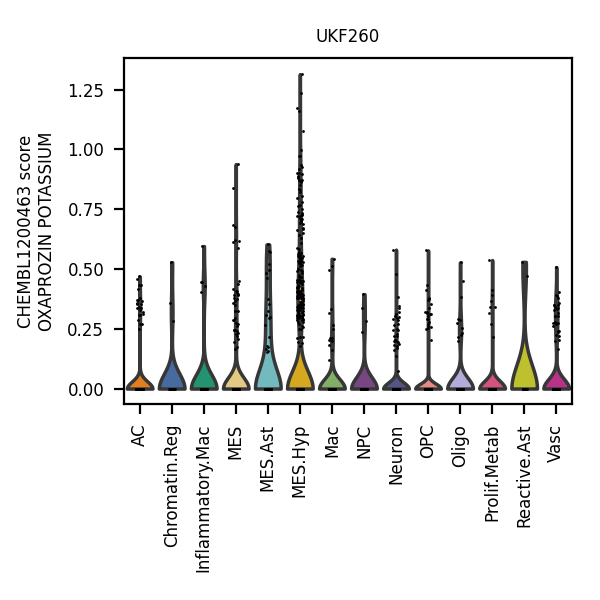 UKF260
CHEMBL1200463 score
OXAPROZIN POTASSIUM
1.25
1.00
0.75
0.50
0.25
0.00
AC
Chromatin.Reg
Inflammatory.Mac
MES
MES.Ast
MES.Hyp
Mac
NPC
Neuron
OPC
Oligo
Prolif.Metab
Reactive.Ast
Vasc